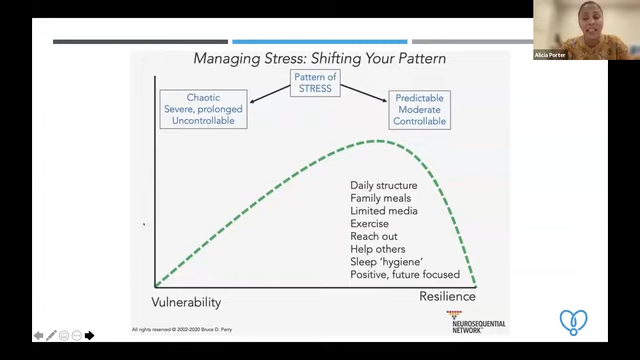 Managing Stress: Shifting Your Pattern
Pattern of
STRESS
Chaotic
Severe, prolonged
Uncontrollable
Predictable
Moderate
Controllable
Daily structure
Family meals
Limited media
Exercise
Reach out
Help others
Sleep ‘hygiene’
Positive, future focused
Vulnerability
Resilience
All rights reserved © 2002-2020 Bruce D. Perry
NEUROSEQUENTIAL
NETWORK
Alicia Porter